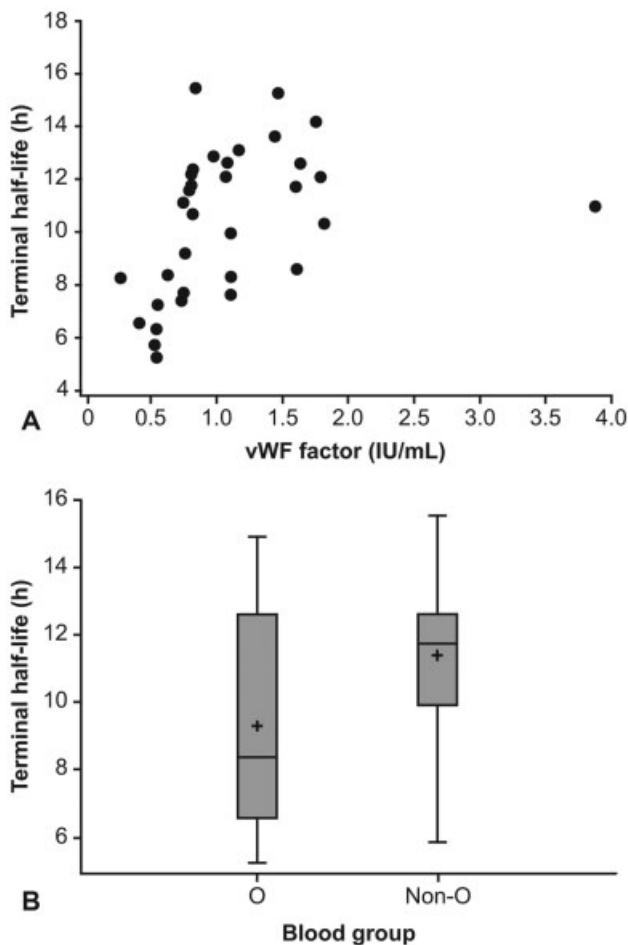 18
16
14
12
10
8
6
4
Terminal half-life (h)
0 0.5 1.0 1.5 2.0 2.5 3.0 3.5 4.0
A
vWF factor (IU/mL)
16
14
12
10
8
6
Terminal half-life (h)
O Non-O
B
Blood group